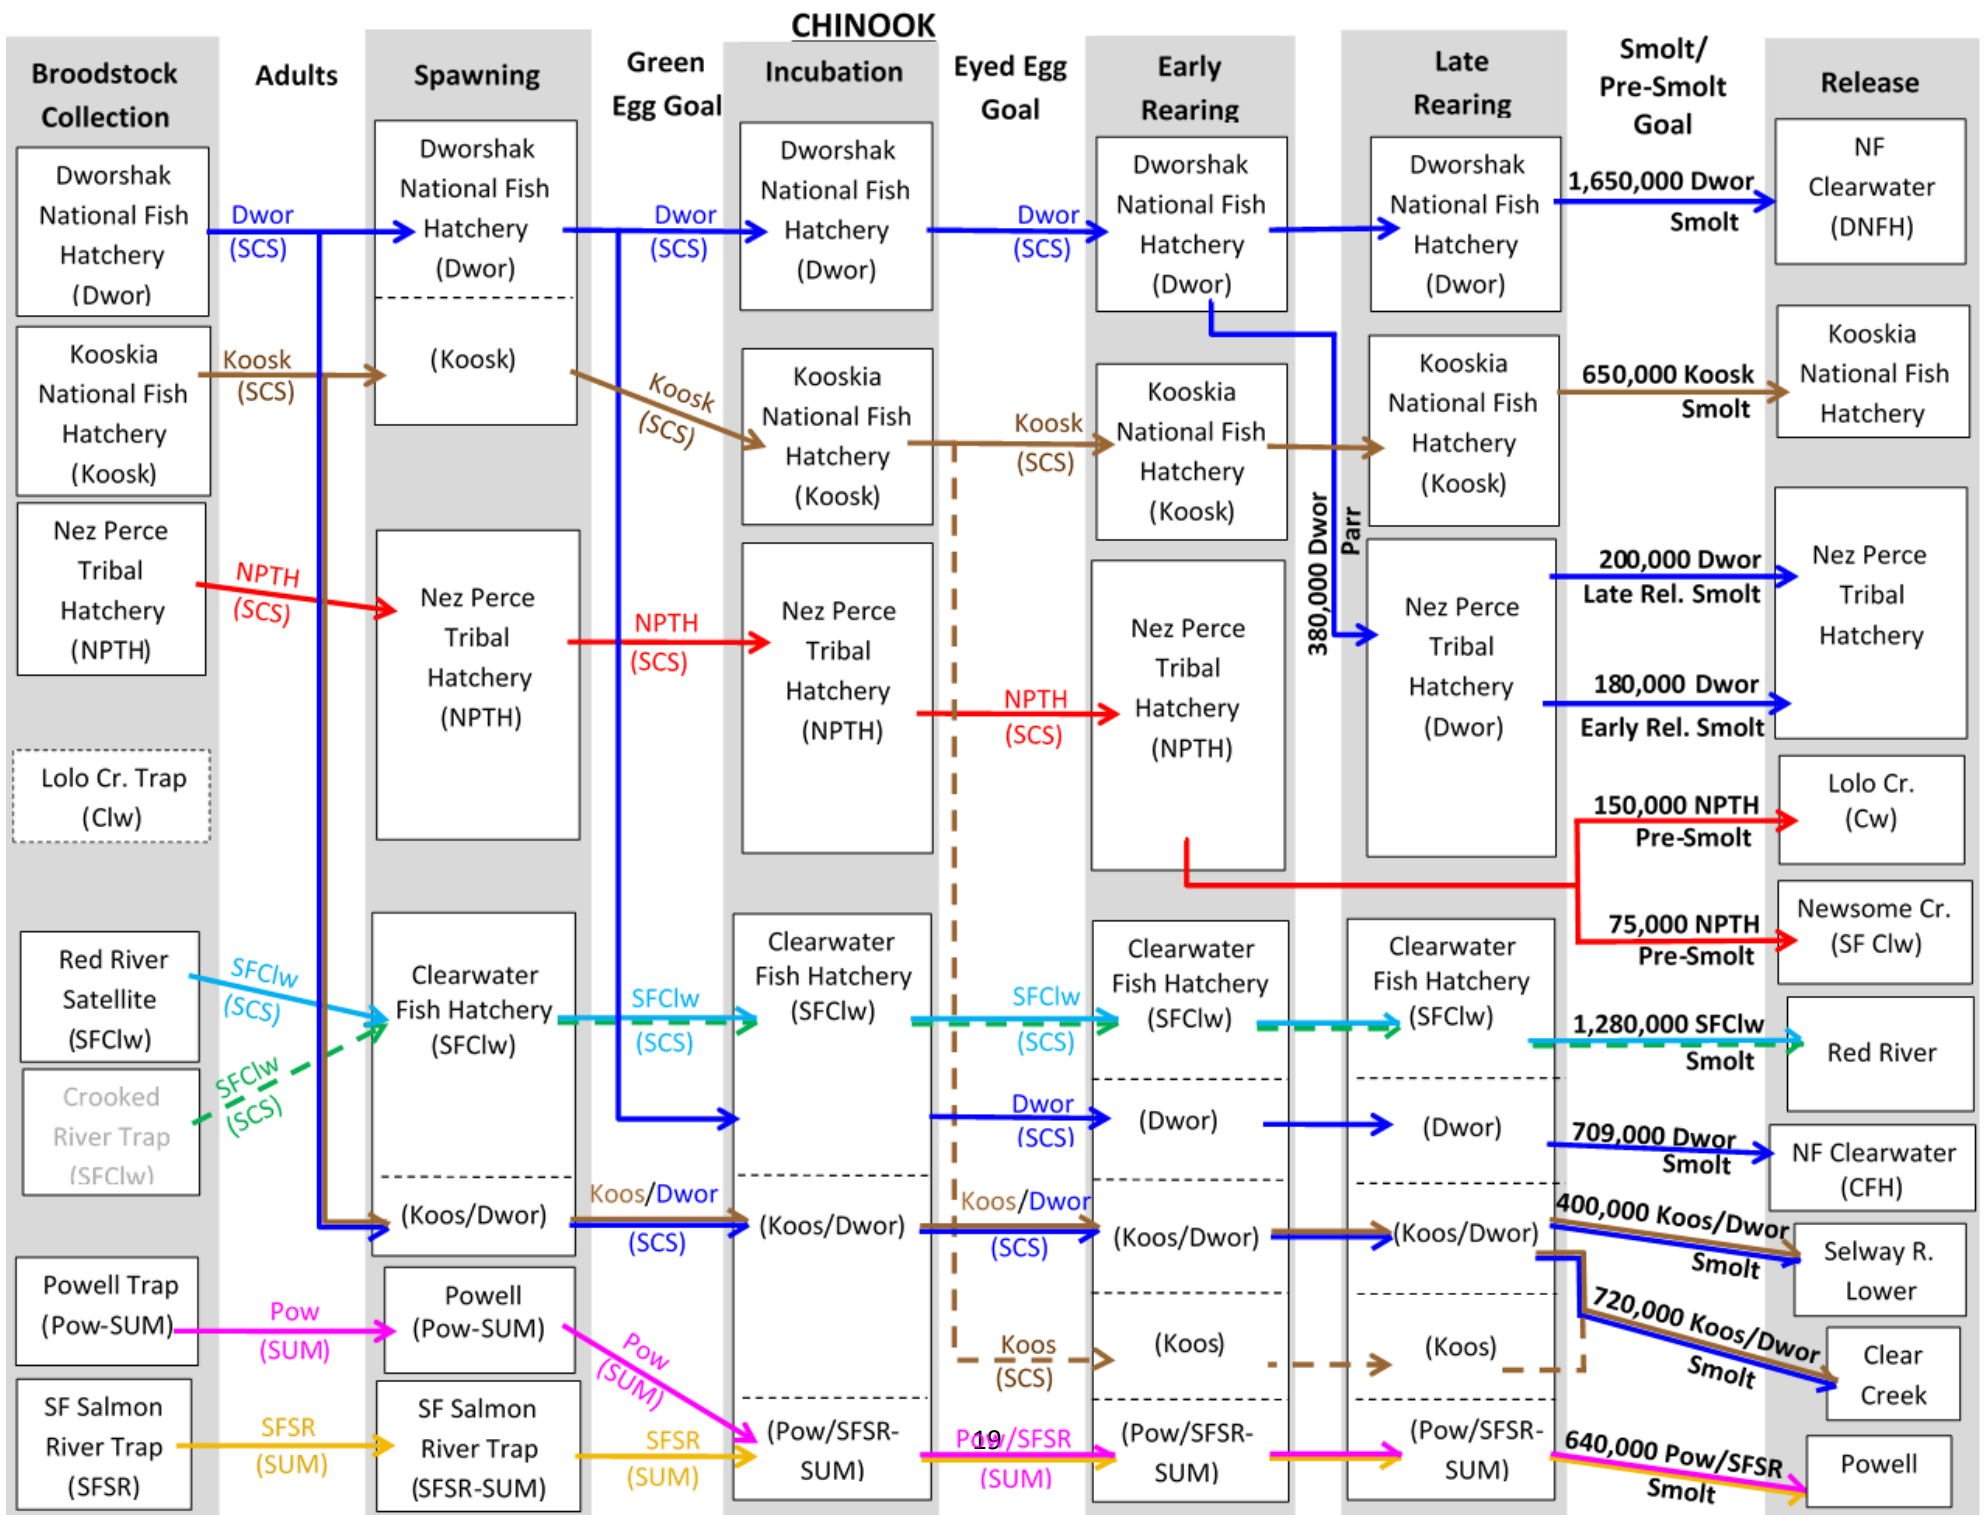 CHINOOK
Broodstock
Collection
Adults
Spawning
Green
Egg Goal
Incubation
Eyed Egg
Goal
Early
Rearing
Late
Rearing
Smolt/
Pre-Smolt
Goal
Release
Dworshak
National Fish
Hatchery
(Dwor)
Kooskia
National Fish
Hatchery
(Koosk)
Nez Perce
Tribal
Hatchery
(NPTH)
Lolo Cr. Trap
(Clw)
Red River
Satellite
(SFClw)
Crooked
River Trap
(SFClw)
Powell Trap
(Pow-SUM)
SF Salmon
River Trap
(SFSR)
Dwor
(SCS)
Koosk
(SCS)
NPTH
(SCS)
SFClw
(SCS)
SFClw
(SCS)
Pow
(SUM)
SFSR
(SUM)
Dworshak
National Fish
Hatchery
(Dwor)
(Koosk)
Nez Perce
Tribal
Hatchery
(NPTH)
Clearwater
Fish Hatchery
(SFClw)
(Koos/Dwor)
Powell
(Pow-SUM)
SF Salmon
River Trap
(SFSR-SUM)
Dwor
(SCS)
Koosk
(SCS)
NPTH
(SCS)
SFClw
(SCS)
Koos/Dwor
(SCS)
Pow
(SUM)
SFSR
(SUM)
Dworshak
National Fish
Hatchery
(Dwor)
Kooskia
National Fish
Hatchery
(Koosk)
Nez Perce
Tribal
Hatchery
(NPTH)
Clearwater
Fish Hatchery
(SFClw)
(Koos/Dwor)
(Pow/SFSR-
SUM)
Dwor
(SCS)
Koosk
(SCS)
NPTH
(SCS)
SFClw
(SCS)
Dwor
(SCS)
Koos/Dwor
(SCS)
Koos
(SCS)
Pow/SFSR
(SUM)
19
Dworshak
National Fish
Hatchery
(Dwor)
Kooskia
National Fish
Hatchery
(Koosk)
Nez Perce
Tribal
Hatchery
(NPTH)
Clearwater
Fish Hatchery
(SFClw)
(Dwor)
(Koos/Dwor)
(Koos)
(Pow/SFSR-
SUM)
380,000 Dwor
Parr
Dworshak
National Fish
Hatchery
(Dwor)
Kooskia
National Fish
Hatchery
(Koosk)
Nez Perce
Tribal
Hatchery
(Dwor)
Clearwater
Fish Hatchery
(SFClw)
(Dwor)
(Koos/Dwor)
(Koos)
(Pow/SFSR-
SUM)
1,650,000 Dwor
Smolt
650,000 Koosk
Smolt
200,000 Dwor
Late Rel. Smolt
180,000 Dwor
Early Rel. Smolt
150,000 NPTH
Pre-Smolt
75,000 NPTH
Pre-Smolt
1,280,000 SFClw
Smolt
709,000 Dwor
Smolt
400,000 Koos/Dwor
Smolt
720,000 Koos/Dwor
Smolt
640,000 Pow/SFSR
Smolt
NF
Clearwater
(DNFH)
Kooskia
National Fish
Hatchery
Nez Perce
Tribal
Hatchery
Lolo Cr.
(Cw)
Newsome Cr.
(SF Clw)
Red River
NF Clearwater
(CFH)
Selway R.
Lower
Clear
Creek
Powell